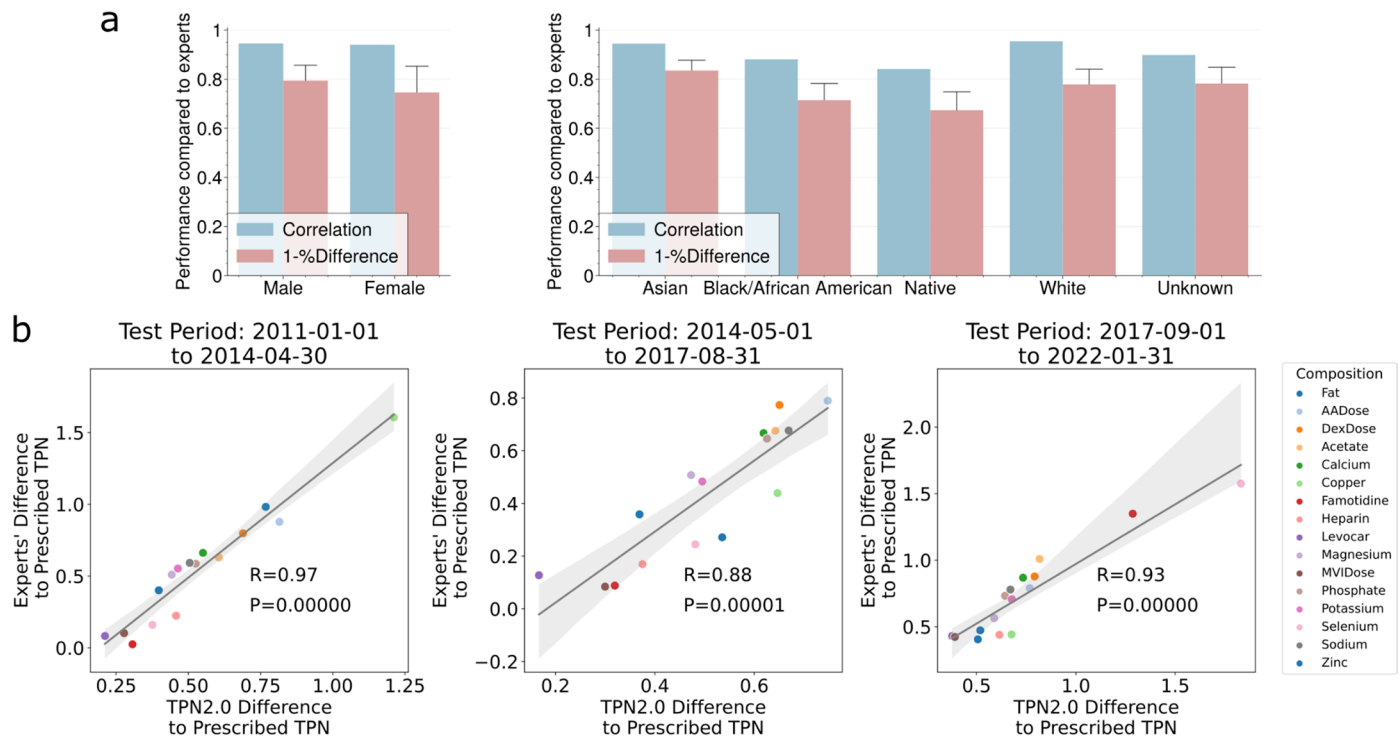 a
Performance compared to experts
1
0.8
0.6
0.4
0.2
0
Correlation
1-%Difference
Male
Female
Performance compared to experts
1
0.8
0.6
0.4
0.2
0
Correlation
1-%Difference
Asian
Black/African American
Native
White
Unknown
b
Test Period: 2011-01-01
to 2014-04-30
Experts' Difference
to Prescribed TPN
1.5
1.0
0.5
0.0
R=0.97
P=0.00000
0.25
0.50
0.75
1.00
1.25
TPN2.0 Difference
to Prescribed TPN
Test Period: 2014-05-01
to 2017-08-31
Experts' Difference
to Prescribed TPN
0.8
0.6
0.4
0.2
0.0
−0.2
R=0.88
P=0.00001
0.2
0.4
0.6
TPN2.0 Difference
to Prescribed TPN
Test Period: 2017-09-01
to 2022-01-31
Experts' Difference
to Prescribed TPN
2.0
1.5
1.0
0.5
R=0.93
P=0.00000
0.5
1.0
1.5
TPN2.0 Difference
to Prescribed TPN
Composition
Fat
AADose
DexDose
Acetate
Calcium
Copper
Famotidine
Heparin
Levocar
Magnesium
MVIDose
Phosphate
Potassium
Selenium
Sodium
Zinc